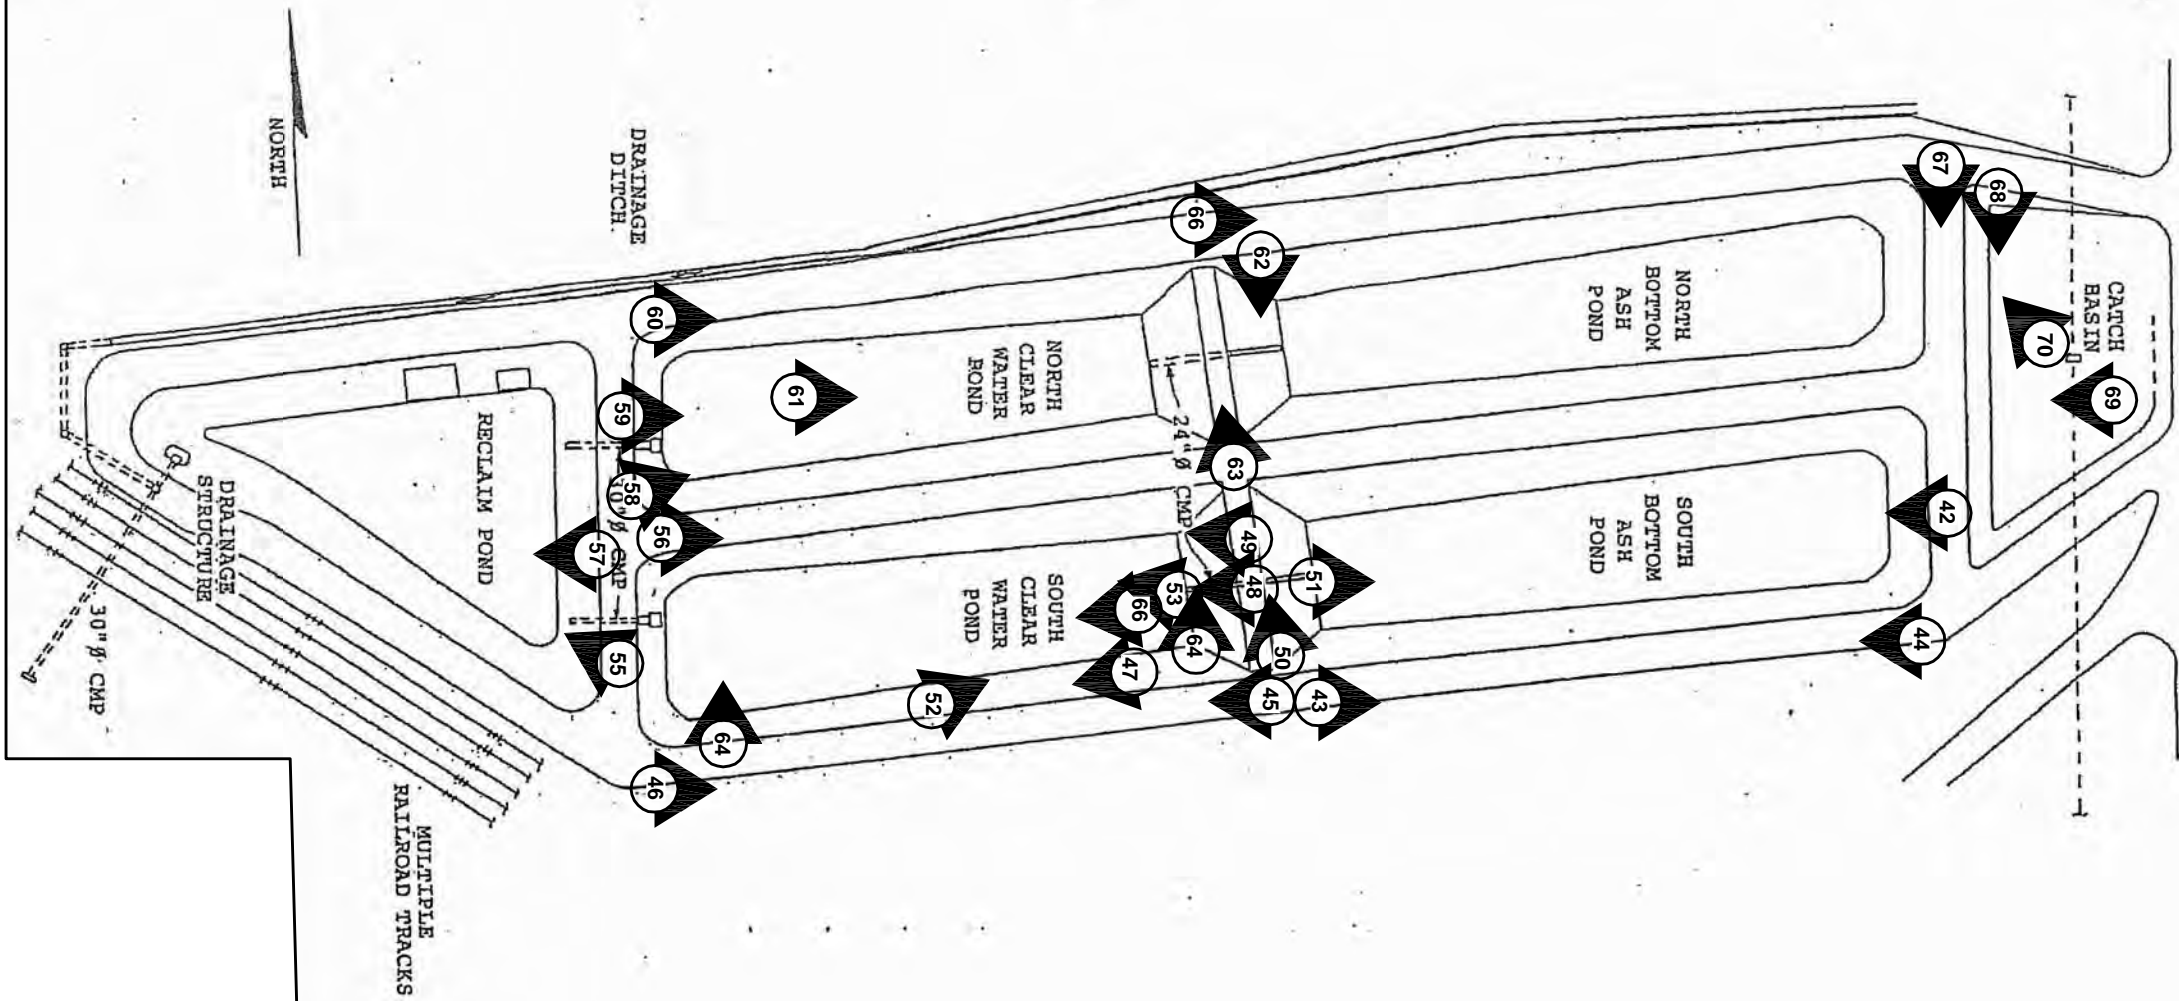 NORTH
DRAINAGE
DITCH.
NORTH
CLEAR
WATER
POND
NORTH
BOTTOM
ASH
POND
CATCH
BASIN
RECLAIM POND
DRAINAGE
STRUCTURE
30"Ø CMP
30"Ø CMP
24"Ø CMP
SOUTH
CLEAR
WATER
POND
SOUTH
BOTTOM
ASH
POND
MULTIPLE
RAILROAD TRACKS
67
68
66
62
60
70
69
61
59
63
58
42
56
49
57
51
48
53
66
44
64
50
55
47
45
43
52
64
46